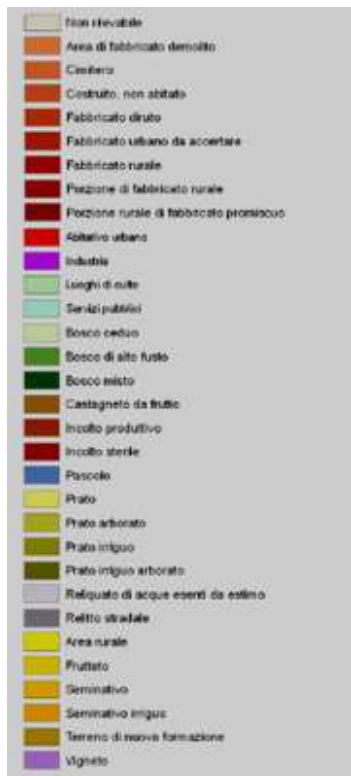 Non rilevabile
Area di fabbricato demolito
Cimitero
Costruito, non abitato
Fabbricato diruto
Fabbricato urbano da accertare
Fabbricato rurale
Porzione di fabbricato rurale
Porzione rurale di fabbricato promiscuo
Abitativo urbano
Industria
Luoghi di culto
Servizi pubblici
Bosco ceduo
Bosco di alto fusto
Bosco misto
Castagneto da frutto
Incolto produttivo
Incolto sterile
Pascolo
Prato
Prato arborato
Prato irriguo
Prato irriguo arborato
Reliquato di acque esenti da estimo
Relitto stradale
Area rurale
Fruttato
Seminativo
Seminativo irriguo
Terreno di nuova formazione
Vigneto